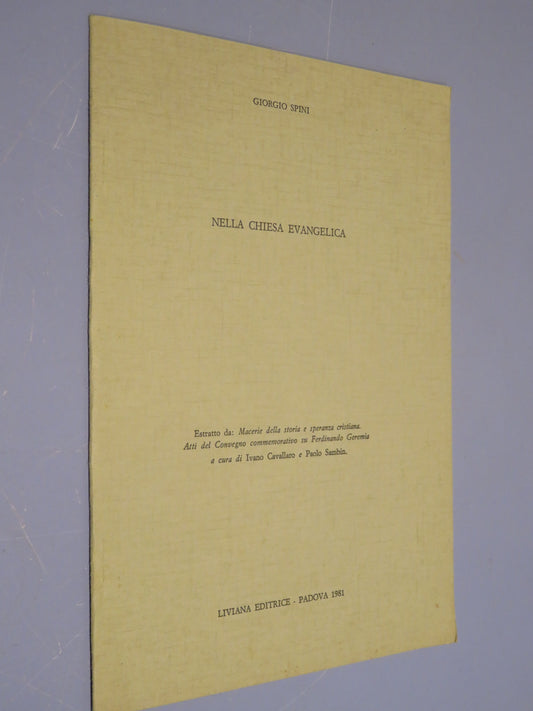 GIORGIO SPINI
NELLA CHIESA EVANGELICA
Estratto da: Macerie della storia e speranza cristiana.
Atti del Convegno commemorativo su Ferdinando Geremia
a cura di Ivano Cavallaro e Paolo Sambin.
LIVIANA EDITRICE - PADOVA 1981